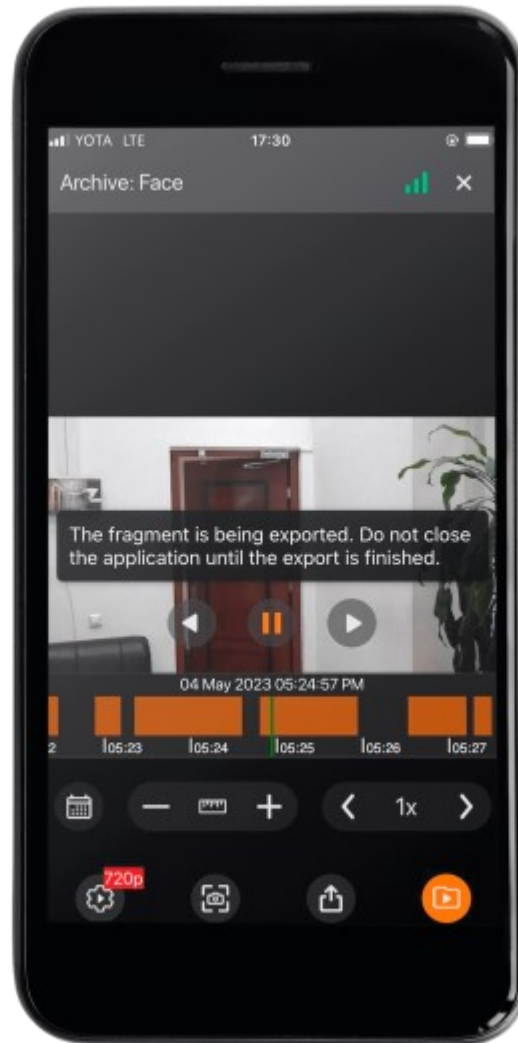 YOTA LTE 17:30
Archive: Face
The fragment is being exported. Do not close
the application until the export is finished.
04 May 2023 05:24:57 PM
2 05:23 05:24 05:25 05:26 05:27
1x
720p